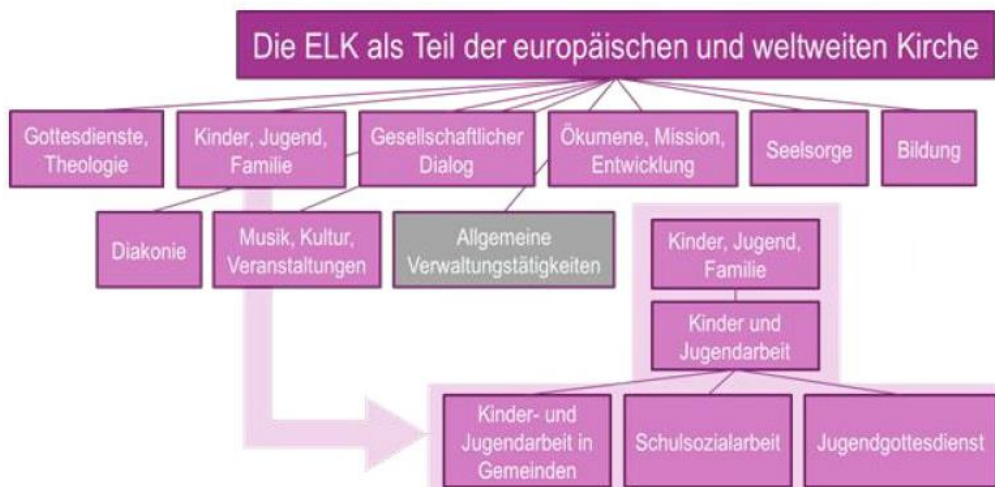 Die ELK als Teil der europäischen und weltweiten Kirche
Gottesdienste,
Theologie
Kinder, Jugend,
Familie
Gesellschaftlicher
Dialog
Ökumene, Mission,
Entwicklung
Seelsorge
Bildung
Diakonie
Musik, Kultur,
Veranstaltungen
Allgemeine
Verwaltungstätigkeiten
Kinder, Jugend,
Familie
Kinder und
Jugendarbeit
Kinder- und
Jugendarbeit in
Gemeinden
Schulsozialarbeit
Jugendgottesdienst